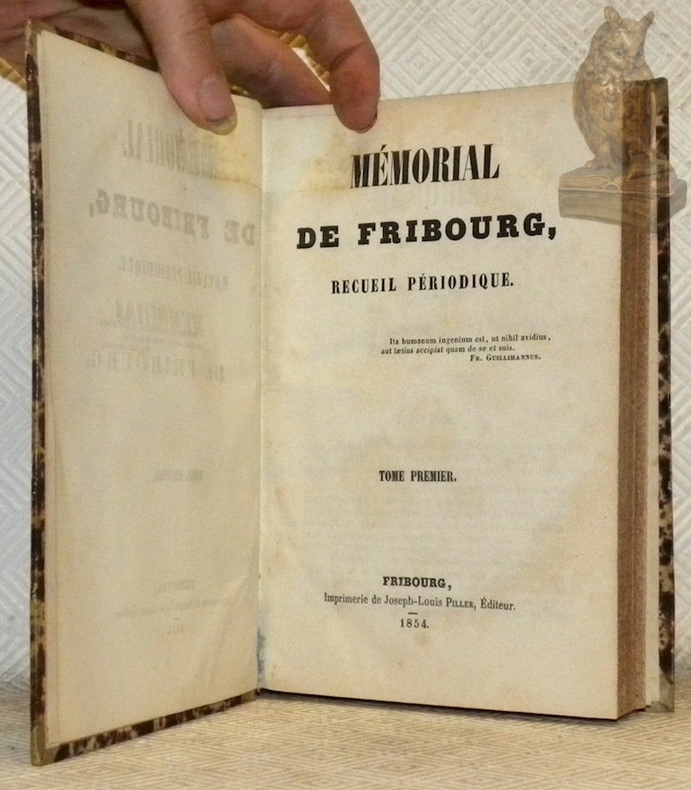 MÉMORIAL
DE FRIBOURG,
RECUEIL PÉRIODIQUE.
Ita humanum ingenium est, ut nihil avidius,
aut lætius accipiat quam de se et suis.
FR. GUILLIMANNUS.
TOME PREMIER.
FRIBOURG,
Imprimerie de Joseph-Louis PILLER, Éditeur.
1854.